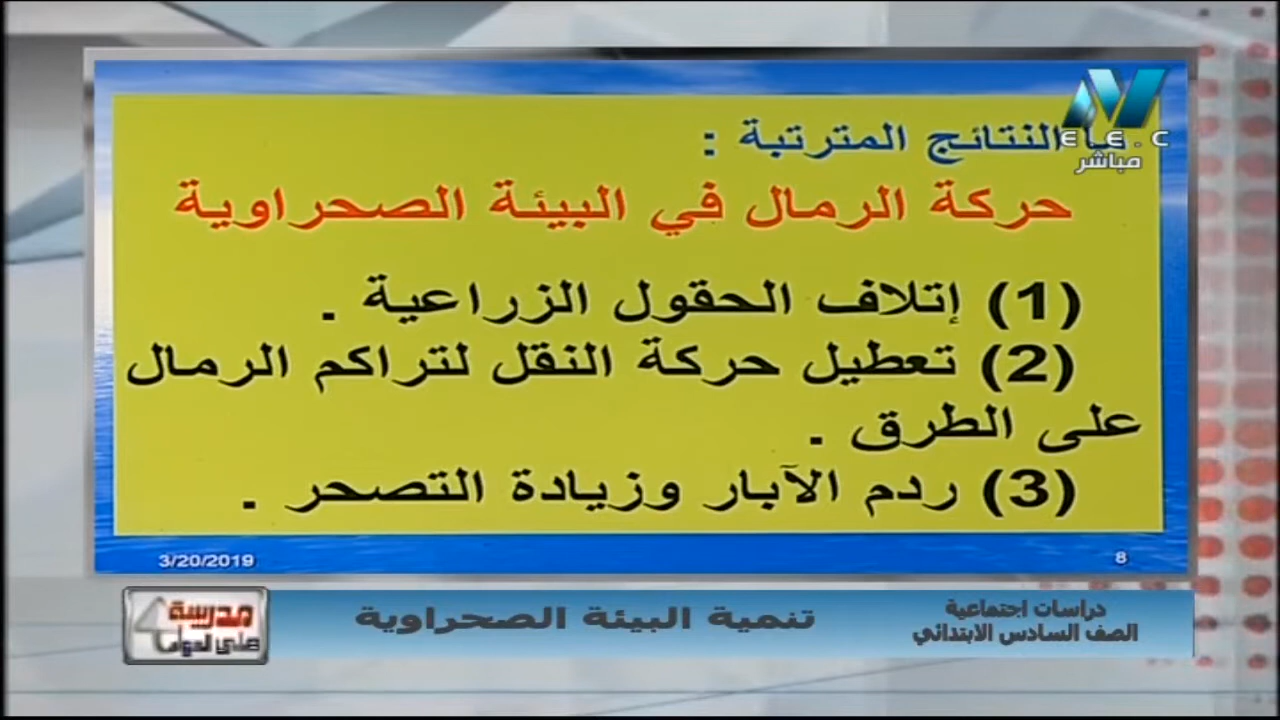 E.E.C
مباشر
ما النتائج المترتبة :
حركة الرمال في البيئة الصحراوية
(1) إتلاف الحقول الزراعية .
(2) تعطيل حركة النقل لتراكم الرمال
على الطرق .
(3) ردم الآبار وزيادة التصحر .
8
3/20/2019
دراسات اجتماعية
الصف السادس الابتدائي
تنمية البيئة الصحراوية
مدرسة
على الهواء
4